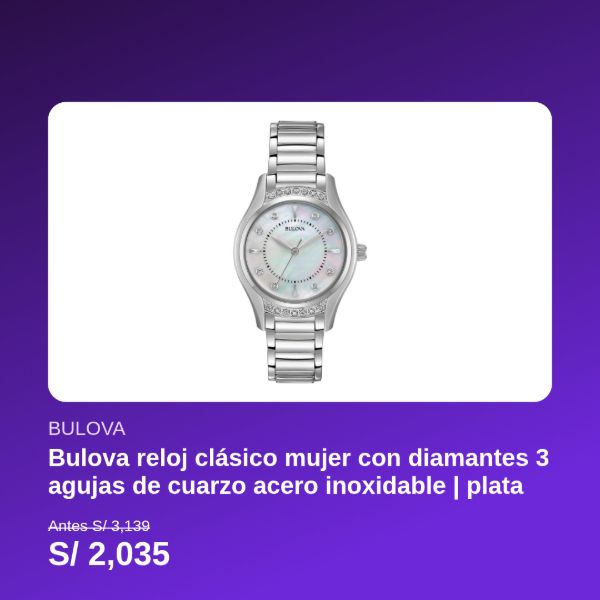 BULOVA
BULOVA
Bulova reloj clásico mujer con diamantes 3
agujas de cuarzo acero inoxidable | plata
Antes S/ 3,139
S/ 2,035